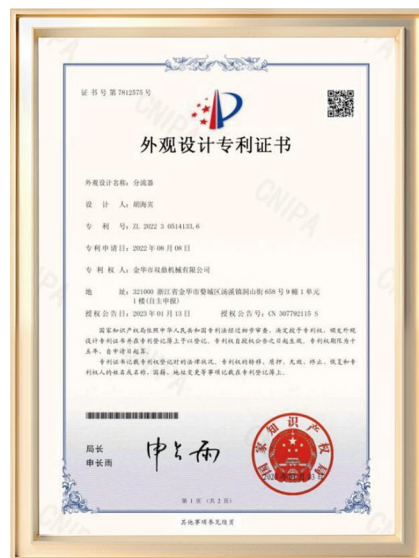 证书号第7812575号
外观设计专利证书
外观设计名称：分流器
设 计 人：胡海宾
专 利 号：ZL 2022 3 0514133.6
专利申请日：2022年08月08日
专 利 权 人：金华市双鼎机械有限公司
地 址：321000 浙江省金华市婺城区汤溪镇洞山街658号9幢1单元
1楼(自主申报)
授权公告日：2023年01月13日 授权公告号：CN 307792115 S
国家知识产权局依照中华人民共和国专利法经过初步审查，决定授予专利权，颁发外观
设计专利证书并在专利登记簿上予以登记。专利权自授权公告之日起生效。专利权期限为十
五年，自申请日起算。
专利证书记载专利权登记时的法律状况。专利权的转移、质押、无效、终止、恢复和专
利权人的姓名或名称、国籍、地址变更等事项记载在专利登记簿上。
局长
申长雨
申长雨
国家知识产权局
第 1 页 (共 2 页)
其他事项参见续页
CNIPA